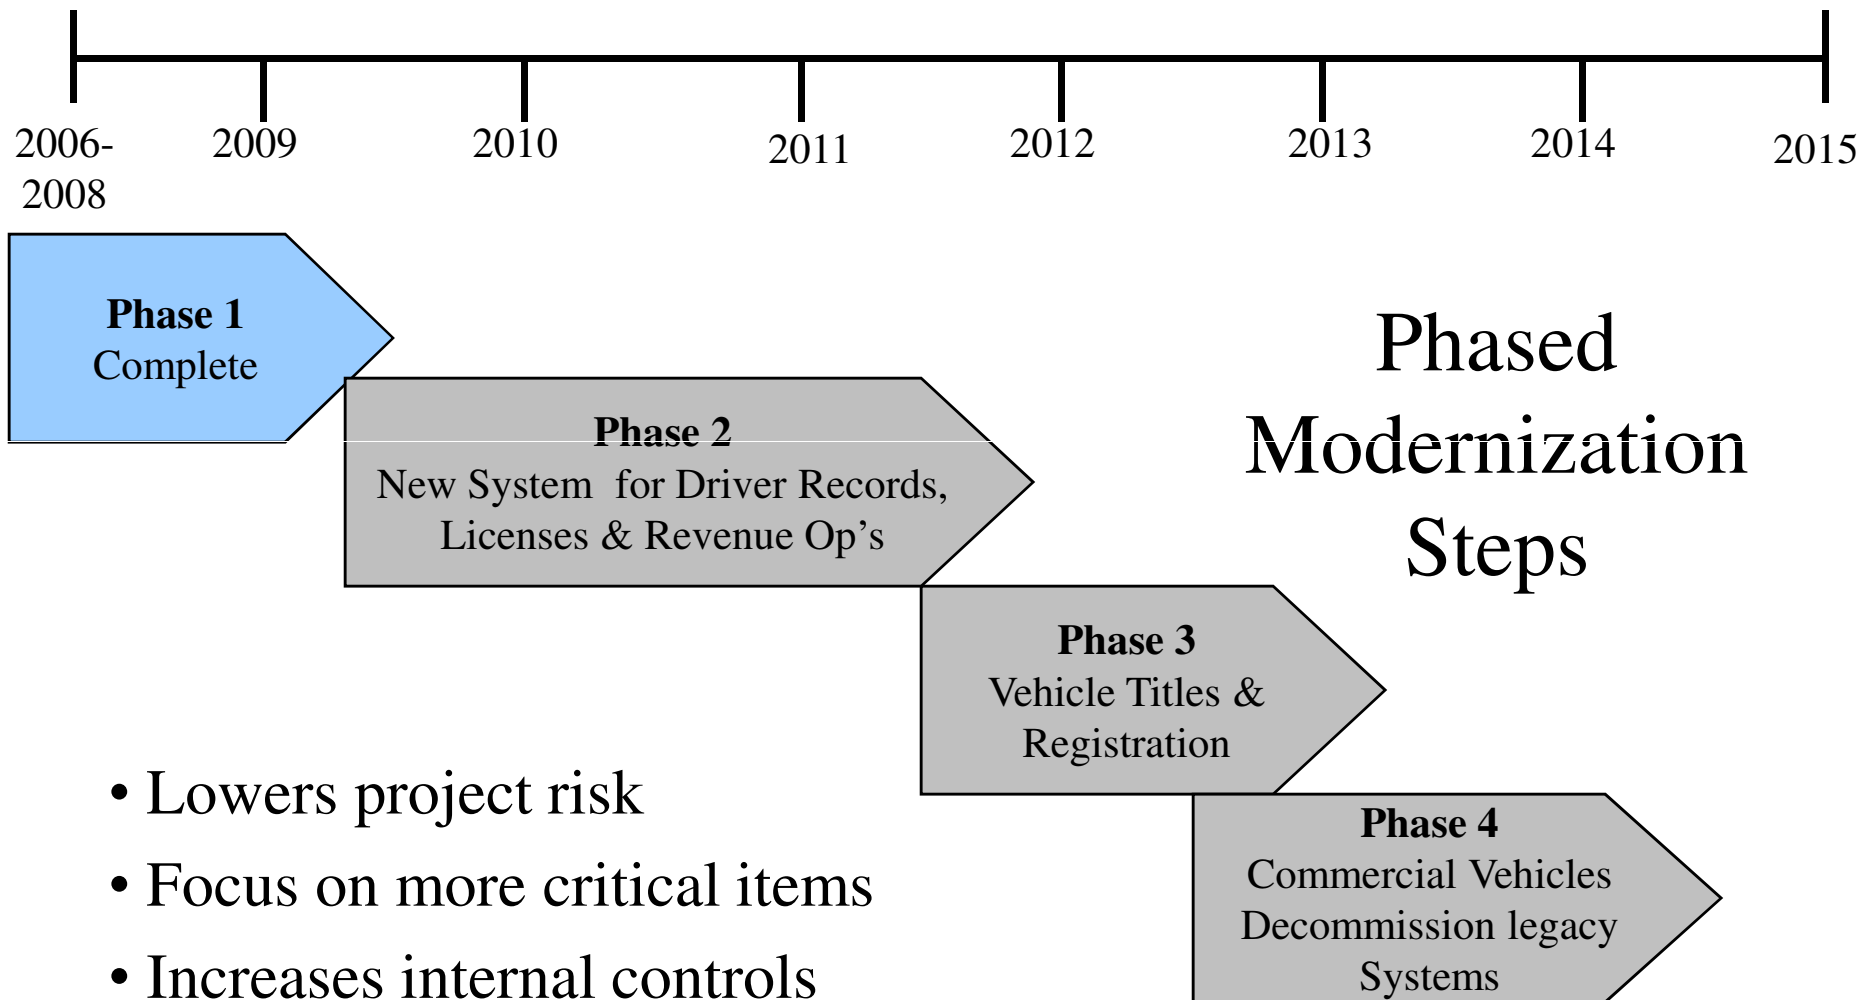 2006-
2008
2009
2010
2011
2012
2013
2014
2015
Phase 1
Complete
Phase 2
New System  for Driver Records,
Licenses & Revenue Op’s
Phased
Modernization
Steps
Phase 3
Vehicle Titles &
Registration
Phase 4
Commercial Vehicles
Decommission legacy
Systems
• Lowers project risk
• Focus on more critical items
• Increases internal controls